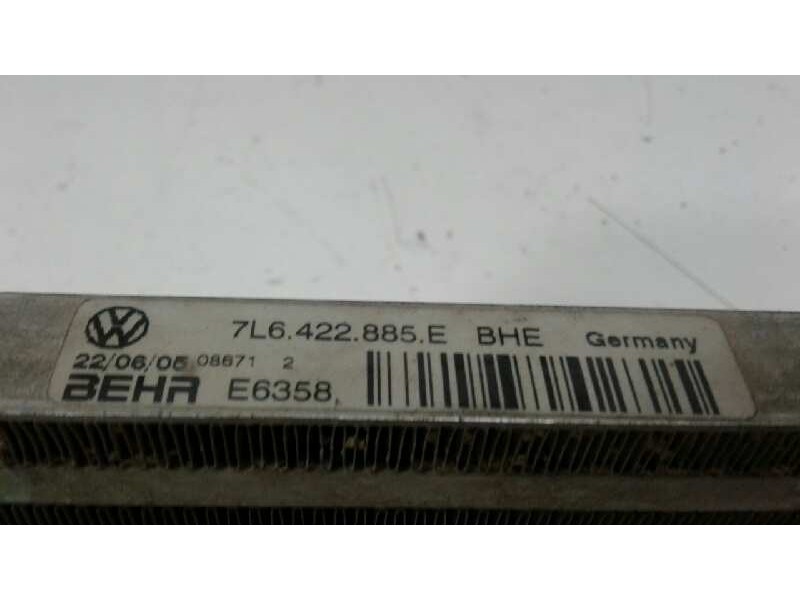 7L6.422.885.E BHE Germany
22/06/05 08671 2
BEHR E6358